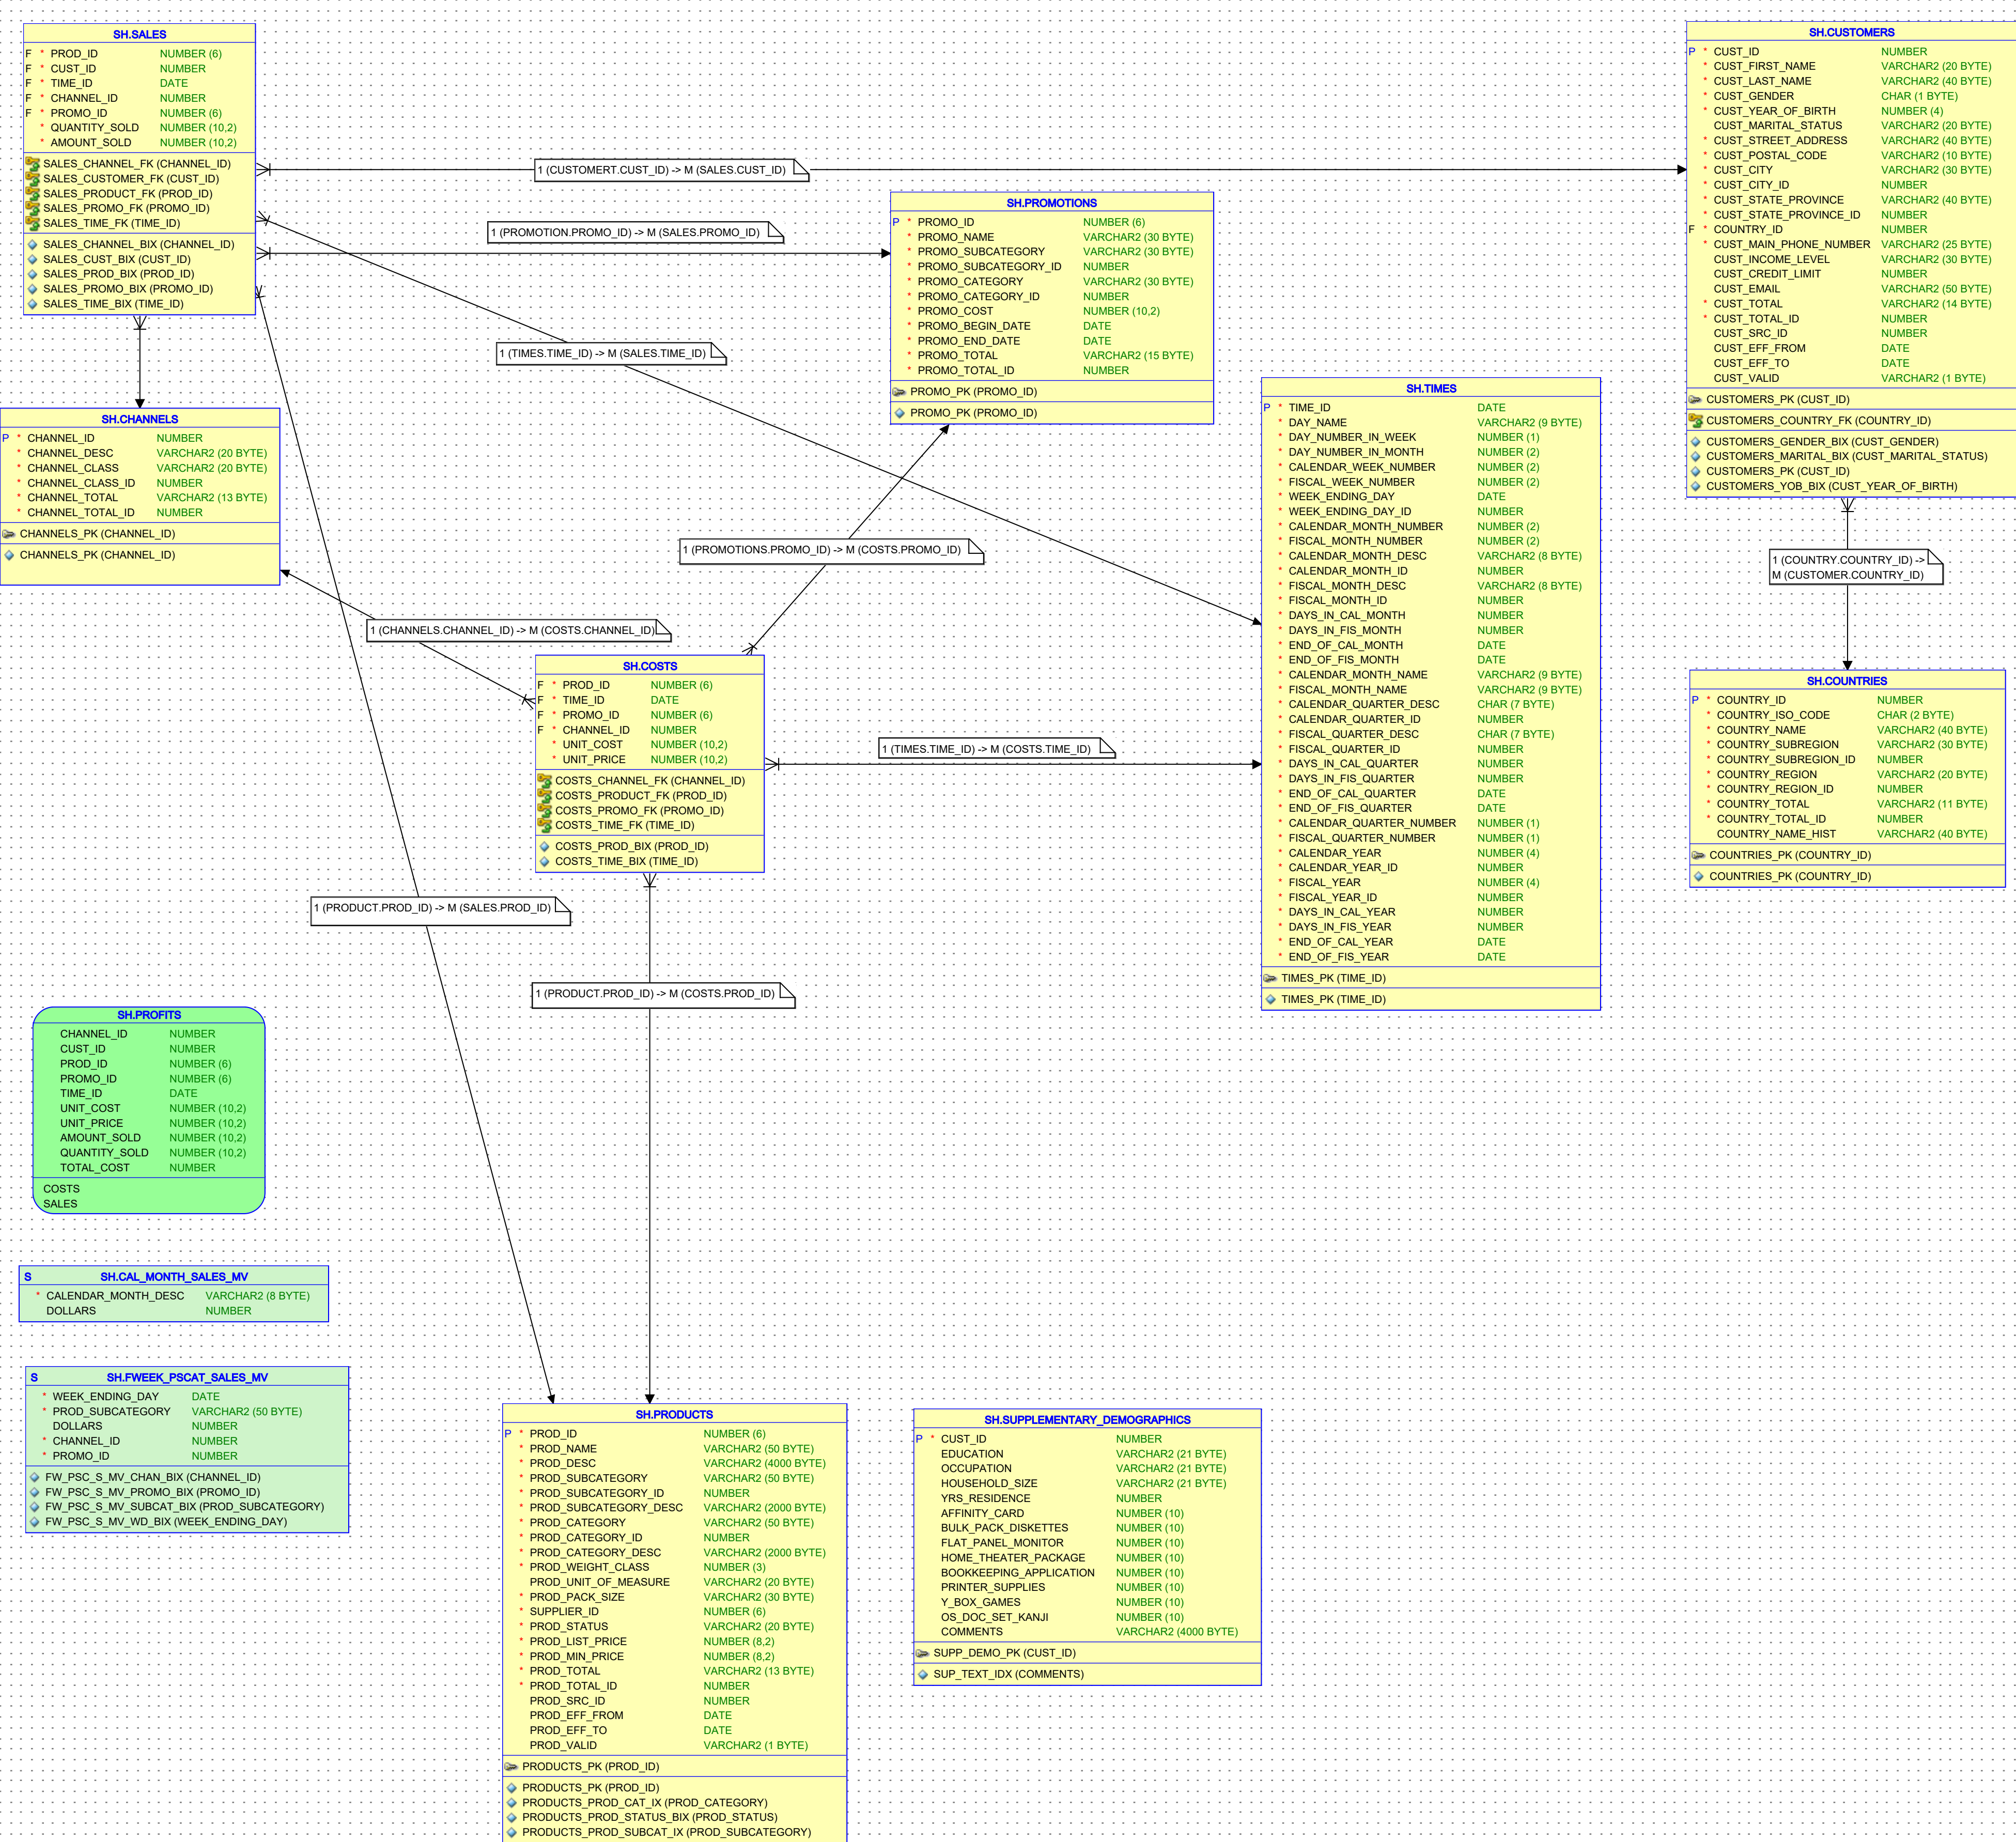 SH.SALES
F * PROD_ID NUMBER (6)
F * CUST_ID NUMBER
F * TIME_ID DATE
F * CHANNEL_ID NUMBER
F * PROMO_ID NUMBER (6)
* QUANTITY_SOLD NUMBER (10,2)
* AMOUNT_SOLD NUMBER (10,2)
SALES_CHANNEL_FK (CHANNEL_ID)
SALES_CUSTOMER_FK (CUST_ID)
SALES_PRODUCT_FK (PROD_ID)
SALES_PROMO_FK (PROMO_ID)
SALES_TIME_FK (TIME_ID)
SALES_CHANNEL_BIX (CHANNEL_ID)
SALES_CUST_BIX (CUST_ID)
SALES_PROD_BIX (PROD_ID)
SALES_PROMO_BIX (PROMO_ID)
SALES_TIME_BIX (TIME_ID)
1 (CUSTOMERT.CUST_ID) -> M (SALES.CUST_ID)
1 (PROMOTION.PROMO_ID) -> M (SALES.PROMO_ID)
1 (TIMES.TIME_ID) -> M (SALES.TIME_ID)
SH.CUSTOMERS
P * CUST_ID NUMBER
* CUST_FIRST_NAME VARCHAR2 (20 BYTE)
* CUST_LAST_NAME VARCHAR2 (40 BYTE)
* CUST_GENDER CHAR (1 BYTE)
* CUST_YEAR_OF_BIRTH NUMBER (4)
CUST_MARITAL_STATUS VARCHAR2 (20 BYTE)
* CUST_STREET_ADDRESS VARCHAR2 (40 BYTE)
* CUST_POSTAL_CODE VARCHAR2 (10 BYTE)
* CUST_CITY VARCHAR2 (30 BYTE)
* CUST_CITY_ID NUMBER
* CUST_STATE_PROVINCE VARCHAR2 (40 BYTE)
* CUST_STATE_PROVINCE_ID NUMBER
F * COUNTRY_ID NUMBER
* CUST_MAIN_PHONE_NUMBER VARCHAR2 (25 BYTE)
CUST_INCOME_LEVEL VARCHAR2 (30 BYTE)
CUST_CREDIT_LIMIT NUMBER
CUST_EMAIL VARCHAR2 (50 BYTE)
* CUST_TOTAL VARCHAR2 (14 BYTE)
* CUST_TOTAL_ID NUMBER
CUST_SRC_ID NUMBER
CUST_EFF_FROM DATE
CUST_EFF_TO DATE
CUST_VALID VARCHAR2 (1 BYTE)
CUSTOMERS_PK (CUST_ID)
CUSTOMERS_COUNTRY_FK (COUNTRY_ID)
CUSTOMERS_GENDER_BIX (CUST_GENDER)
CUSTOMERS_MARITAL_BIX (CUST_MARITAL_STATUS)
CUSTOMERS_PK (CUST_ID)
CUSTOMERS_YOB_BIX (CUST_YEAR_OF_BIRTH)
SH.PROMOTIONS
P * PROMO_ID NUMBER (6)
* PROMO_NAME VARCHAR2 (30 BYTE)
* PROMO_SUBCATEGORY VARCHAR2 (30 BYTE)
* PROMO_SUBCATEGORY_ID NUMBER
* PROMO_CATEGORY VARCHAR2 (30 BYTE)
* PROMO_CATEGORY_ID NUMBER
* PROMO_COST NUMBER (10,2)
* PROMO_BEGIN_DATE DATE
* PROMO_END_DATE DATE
* PROMO_TOTAL VARCHAR2 (15 BYTE)
* PROMO_TOTAL_ID NUMBER
PROMO_PK (PROMO_ID)
PROMO_PK (PROMO_ID)
SH.TIMES
P * TIME_ID DATE
* DAY_NAME VARCHAR2 (9 BYTE)
* DAY_NUMBER_IN_WEEK NUMBER (1)
* DAY_NUMBER_IN_MONTH NUMBER (2)
* CALENDAR_WEEK_NUMBER NUMBER (2)
* FISCAL_WEEK_NUMBER NUMBER (2)
* WEEK_ENDING_DAY DATE
* WEEK_ENDING_DAY_ID NUMBER
* CALENDAR_MONTH_NUMBER NUMBER (2)
* FISCAL_MONTH_NUMBER NUMBER (2)
* CALENDAR_MONTH_DESC VARCHAR2 (8 BYTE)
* CALENDAR_MONTH_ID NUMBER
* FISCAL_MONTH_DESC VARCHAR2 (8 BYTE)
* FISCAL_MONTH_ID NUMBER
* DAYS_IN_CAL_MONTH NUMBER
* DAYS_IN_FIS_MONTH NUMBER
* END_OF_CAL_MONTH DATE
* END_OF_FIS_MONTH DATE
* CALENDAR_MONTH_NAME VARCHAR2 (9 BYTE)
* FISCAL_MONTH_NAME VARCHAR2 (9 BYTE)
* CALENDAR_QUARTER_DESC CHAR (7 BYTE)
* CALENDAR_QUARTER_ID NUMBER
* FISCAL_QUARTER_DESC CHAR (7 BYTE)
* FISCAL_QUARTER_ID NUMBER
* DAYS_IN_CAL_QUARTER NUMBER
* DAYS_IN_FIS_QUARTER NUMBER
* END_OF_CAL_QUARTER DATE
* END_OF_FIS_QUARTER DATE
* CALENDAR_QUARTER_NUMBER NUMBER (1)
* FISCAL_QUARTER_NUMBER NUMBER (1)
* CALENDAR_YEAR NUMBER (4)
* CALENDAR_YEAR_ID NUMBER
* FISCAL_YEAR NUMBER (4)
* FISCAL_YEAR_ID NUMBER
* DAYS_IN_CAL_YEAR NUMBER
* DAYS_IN_FIS_YEAR NUMBER
* END_OF_CAL_YEAR DATE
* END_OF_FIS_YEAR DATE
TIMES_PK (TIME_ID)
TIMES_PK (TIME_ID)
SH.CHANNELS
P * CHANNEL_ID NUMBER
* CHANNEL_DESC VARCHAR2 (20 BYTE)
* CHANNEL_CLASS VARCHAR2 (20 BYTE)
* CHANNEL_CLASS_ID NUMBER
* CHANNEL_TOTAL VARCHAR2 (13 BYTE)
* CHANNEL_TOTAL_ID NUMBER
CHANNELS_PK (CHANNEL_ID)
CHANNELS_PK (CHANNEL_ID)
1 (PROMOTIONS.PROMO_ID) -> M (COSTS.PROMO_ID)
1 (COUNTRY.COUNTRY_ID) ->
M (CUSTOMER.COUNTRY_ID)
1 (CHANNELS.CHANNEL_ID) -> M (COSTS.CHANNEL_ID)
SH.COSTS
F * PROD_ID NUMBER (6)
F * TIME_ID DATE
F * PROMO_ID NUMBER (6)
F * CHANNEL_ID NUMBER
* UNIT_COST NUMBER (10,2)
* UNIT_PRICE NUMBER (10,2)
COSTS_CHANNEL_FK (CHANNEL_ID)
COSTS_PRODUCT_FK (PROD_ID)
COSTS_PROMO_FK (PROMO_ID)
COSTS_TIME_FK (TIME_ID)
COSTS_PROD_BIX (PROD_ID)
COSTS_TIME_BIX (TIME_ID)
1 (TIMES.TIME_ID) -> M (COSTS.TIME_ID)
SH.COUNTRIES
P * COUNTRY_ID NUMBER
* COUNTRY_ISO_CODE CHAR (2 BYTE)
* COUNTRY_NAME VARCHAR2 (40 BYTE)
* COUNTRY_SUBREGION VARCHAR2 (30 BYTE)
* COUNTRY_SUBREGION_ID NUMBER
* COUNTRY_REGION VARCHAR2 (20 BYTE)
* COUNTRY_REGION_ID NUMBER
* COUNTRY_TOTAL VARCHAR2 (11 BYTE)
* COUNTRY_TOTAL_ID NUMBER
COUNTRY_NAME_HIST VARCHAR2 (40 BYTE)
COUNTRIES_PK (COUNTRY_ID)
COUNTRIES_PK (COUNTRY_ID)
1 (PRODUCT.PROD_ID) -> M (SALES.PROD_ID)
1 (PRODUCT.PROD_ID) -> M (COSTS.PROD_ID)
SH.PROFITS
CHANNEL_ID NUMBER
CUST_ID NUMBER
PROD_ID NUMBER (6)
PROMO_ID NUMBER (6)
TIME_ID DATE
UNIT_COST NUMBER (10,2)
UNIT_PRICE NUMBER (10,2)
AMOUNT_SOLD NUMBER (10,2)
QUANTITY_SOLD NUMBER (10,2)
TOTAL_COST NUMBER
COSTS
SALES
S SH.CAL_MONTH_SALES_MV
* CALENDAR_MONTH_DESC VARCHAR2 (8 BYTE)
DOLLARS NUMBER
S SH.FWEEK_PSCAT_SALES_MV
* WEEK_ENDING_DAY DATE
* PROD_SUBCATEGORY VARCHAR2 (50 BYTE)
DOLLARS NUMBER
* CHANNEL_ID NUMBER
* PROMO_ID NUMBER
FW_PSC_S_MV_CHAN_BIX (CHANNEL_ID)
FW_PSC_S_MV_PROMO_BIX (PROMO_ID)
FW_PSC_S_MV_SUBCAT_BIX (PROD_SUBCATEGORY)
FW_PSC_S_MV_WD_BIX (WEEK_ENDING_DAY)
SH.PRODUCTS
P * PROD_ID NUMBER (6)
* PROD_NAME VARCHAR2 (50 BYTE)
* PROD_DESC VARCHAR2 (4000 BYTE)
* PROD_SUBCATEGORY VARCHAR2 (50 BYTE)
* PROD_SUBCATEGORY_ID NUMBER
* PROD_SUBCATEGORY_DESC VARCHAR2 (2000 BYTE)
* PROD_CATEGORY VARCHAR2 (50 BYTE)
* PROD_CATEGORY_ID NUMBER
* PROD_CATEGORY_DESC VARCHAR2 (2000 BYTE)
* PROD_WEIGHT_CLASS NUMBER (3)
PROD_UNIT_OF_MEASURE VARCHAR2 (20 BYTE)
* PROD_PACK_SIZE VARCHAR2 (30 BYTE)
* SUPPLIER_ID NUMBER (6)
* PROD_STATUS VARCHAR2 (20 BYTE)
* PROD_LIST_PRICE NUMBER (8,2)
* PROD_MIN_PRICE NUMBER (8,2)
* PROD_TOTAL VARCHAR2 (13 BYTE)
* PROD_TOTAL_ID NUMBER
PROD_SRC_ID NUMBER
PROD_EFF_FROM DATE
PROD_EFF_TO DATE
PROD_VALID VARCHAR2 (1 BYTE)
PRODUCTS_PK (PROD_ID)
PRODUCTS_PK (PROD_ID)
PRODUCTS_PROD_CAT_IX (PROD_CATEGORY)
PRODUCTS_PROD_STATUS_BIX (PROD_STATUS)
PRODUCTS_PROD_SUBCAT_IX (PROD_SUBCATEGORY)
SH.SUPPLEMENTARY_DEMOGRAPHICS
P * CUST_ID NUMBER
EDUCATION VARCHAR2 (21 BYTE)
OCCUPATION VARCHAR2 (21 BYTE)
HOUSEHOLD_SIZE VARCHAR2 (21 BYTE)
YRS_RESIDENCE NUMBER
AFFINITY_CARD NUMBER (10)
BULK_PACK_DISKETTES NUMBER (10)
FLAT_PANEL_MONITOR NUMBER (10)
HOME_THEATER_PACKAGE NUMBER (10)
BOOKKEEPING_APPLICATION NUMBER (10)
PRINTER_SUPPLIES NUMBER (10)
Y_BOX_GAMES NUMBER (10)
OS_DOC_SET_KANJI NUMBER (10)
COMMENTS VARCHAR2 (4000 BYTE)
SUPP_DEMO_PK (CUST_ID)
SUP_TEXT_IDX (COMMENTS)